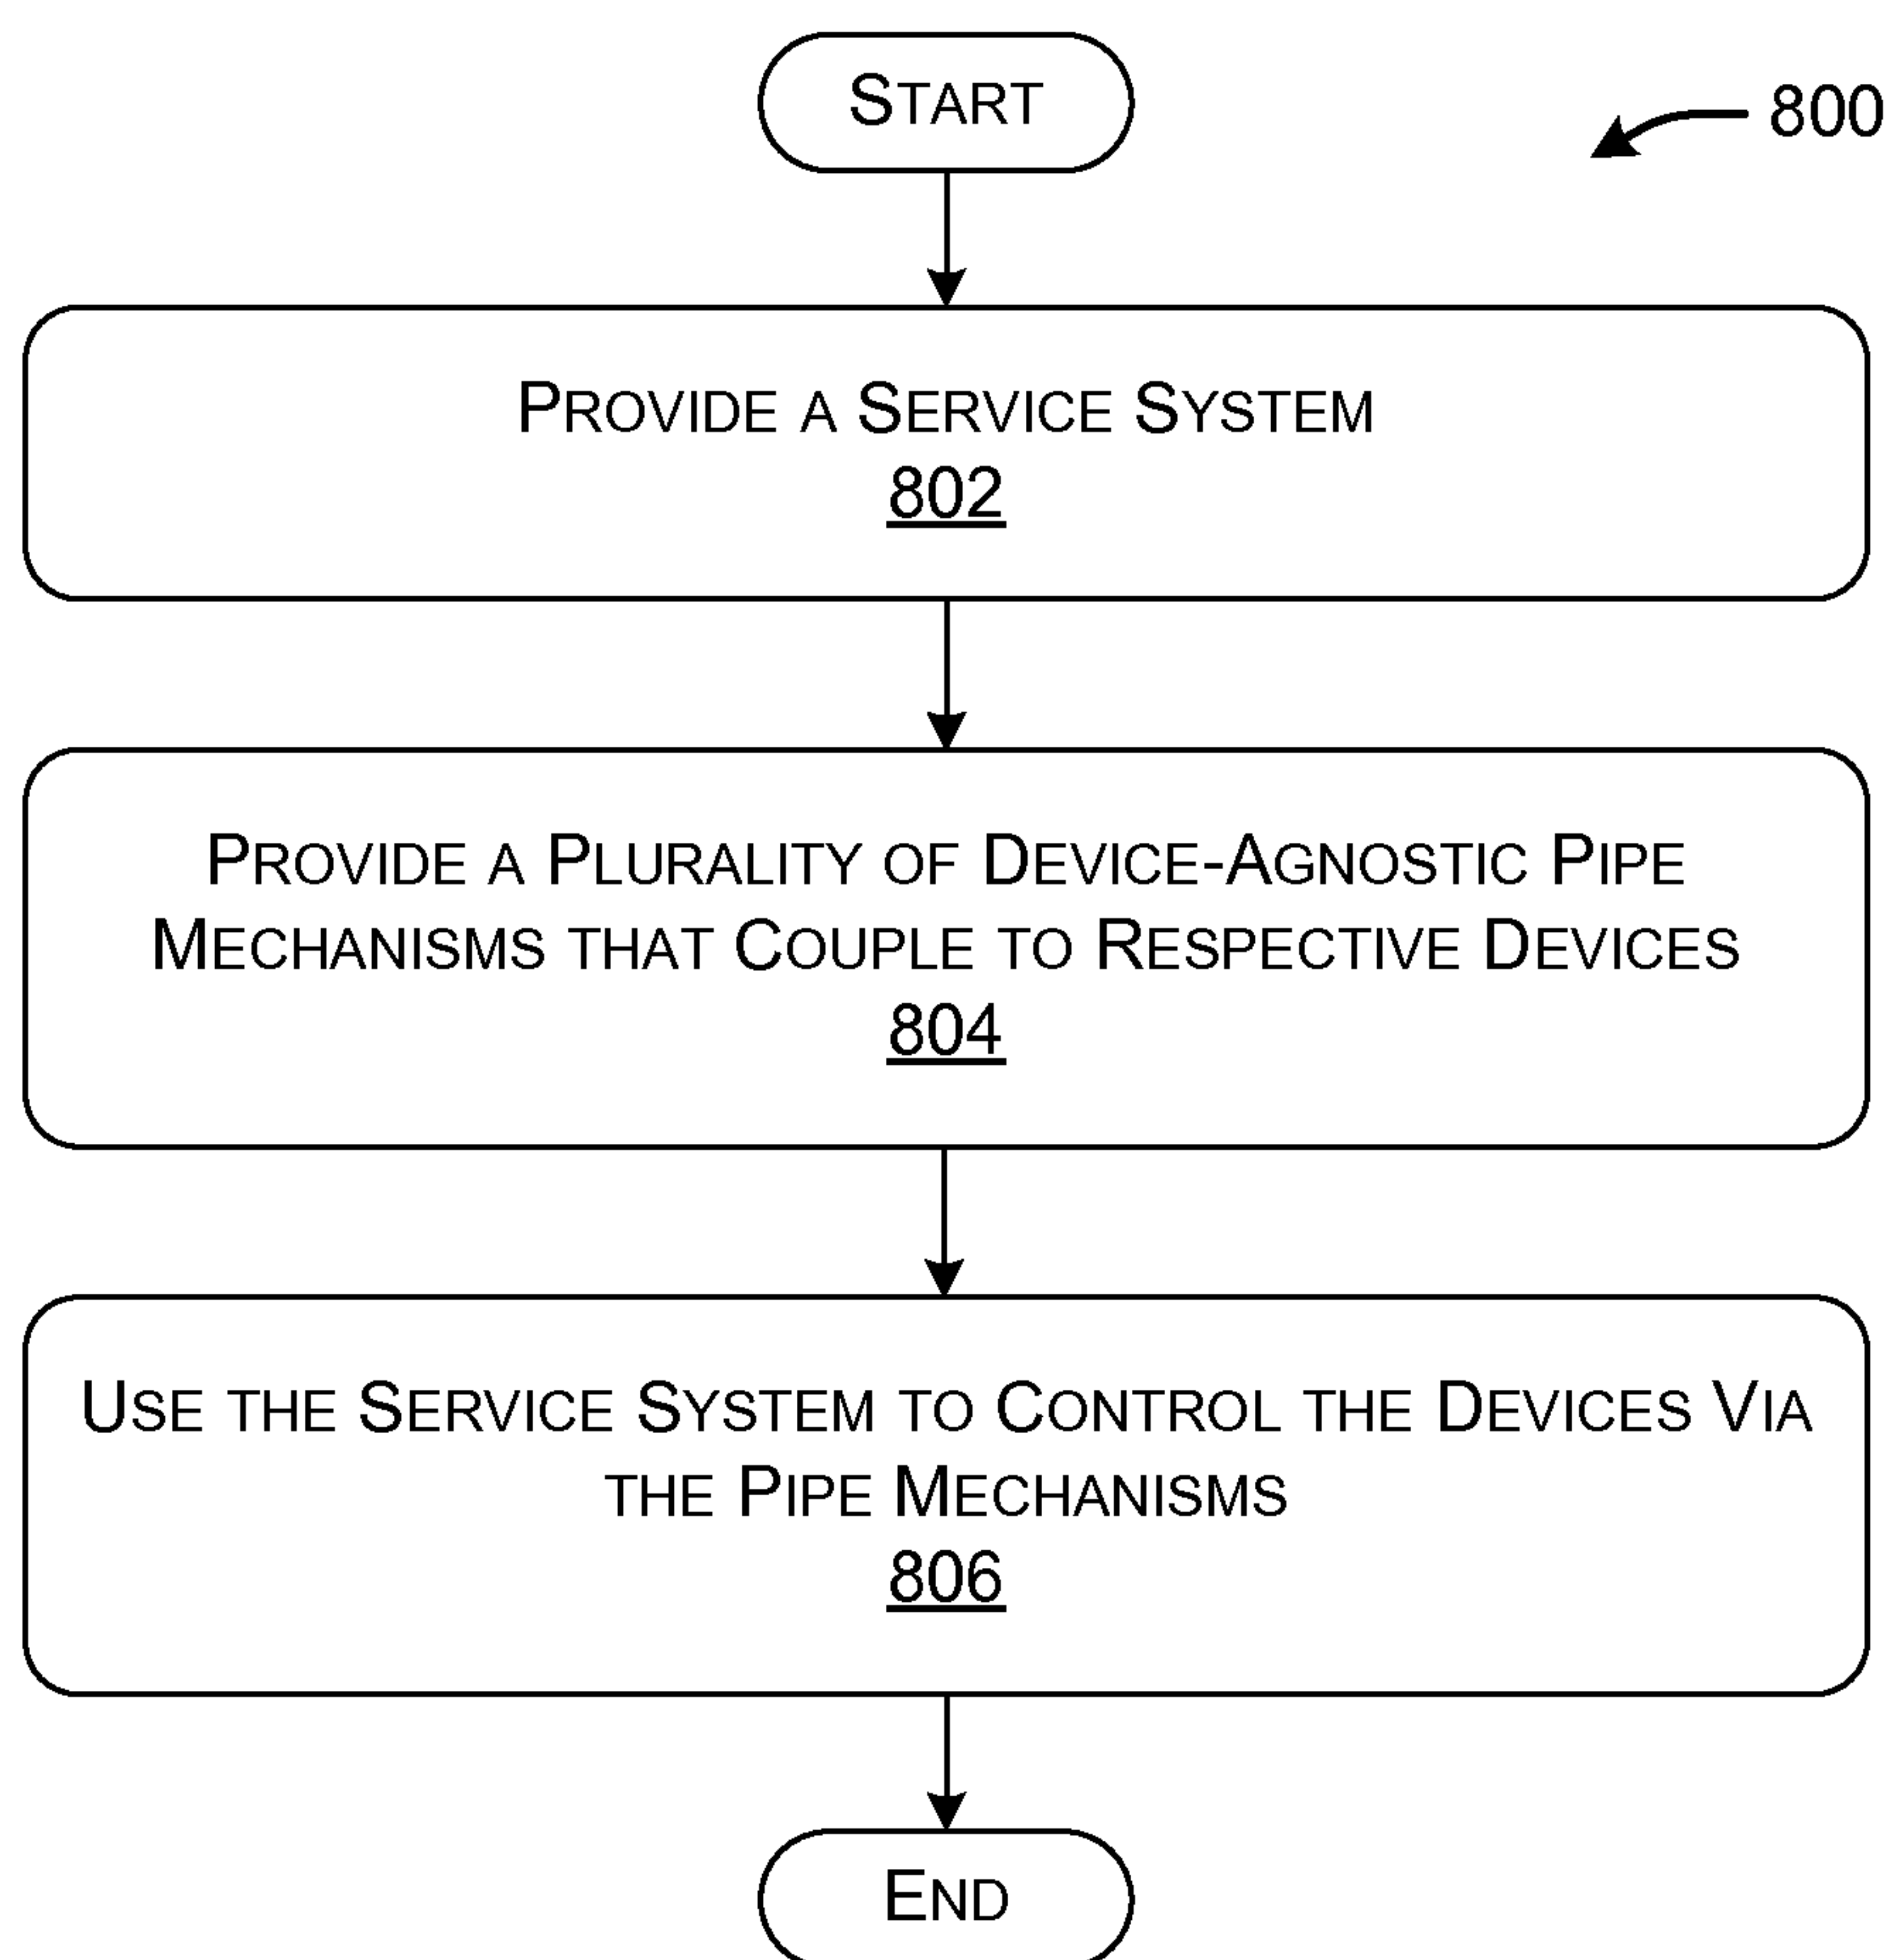 START
800
PROVIDE A SERVICE SYSTEM
802
PROVIDE A PLURALITY OF DEVICE-AGNOSTIC PIPE
MECHANISMS THAT COUPLE TO RESPECTIVE DEVICES
804
USE THE SERVICE SYSTEM TO CONTROL THE DEVICES VIA
THE PIPE MECHANISMS
806
END